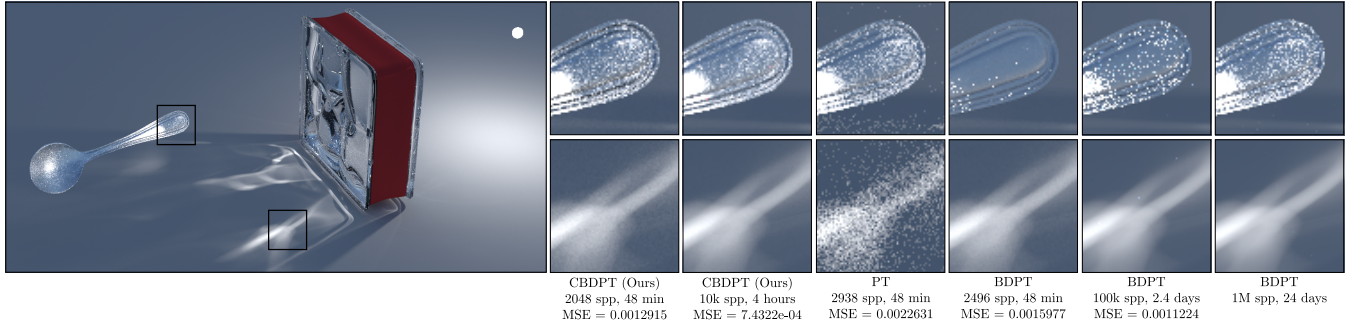 CBDPT (Ours)
2048 spp, 48 min
MSE = 0.0012915
CBDPT (Ours)
10k spp, 4 hours
MSE = 7.4322e-04
PT
2938 spp, 48 min
MSE = 0.0022631
BDPT
2496 spp, 48 min
MSE = 0.0015977
BDPT
100k spp, 2.4 days
MSE = 0.0011224
BDPT
1M spp, 24 days